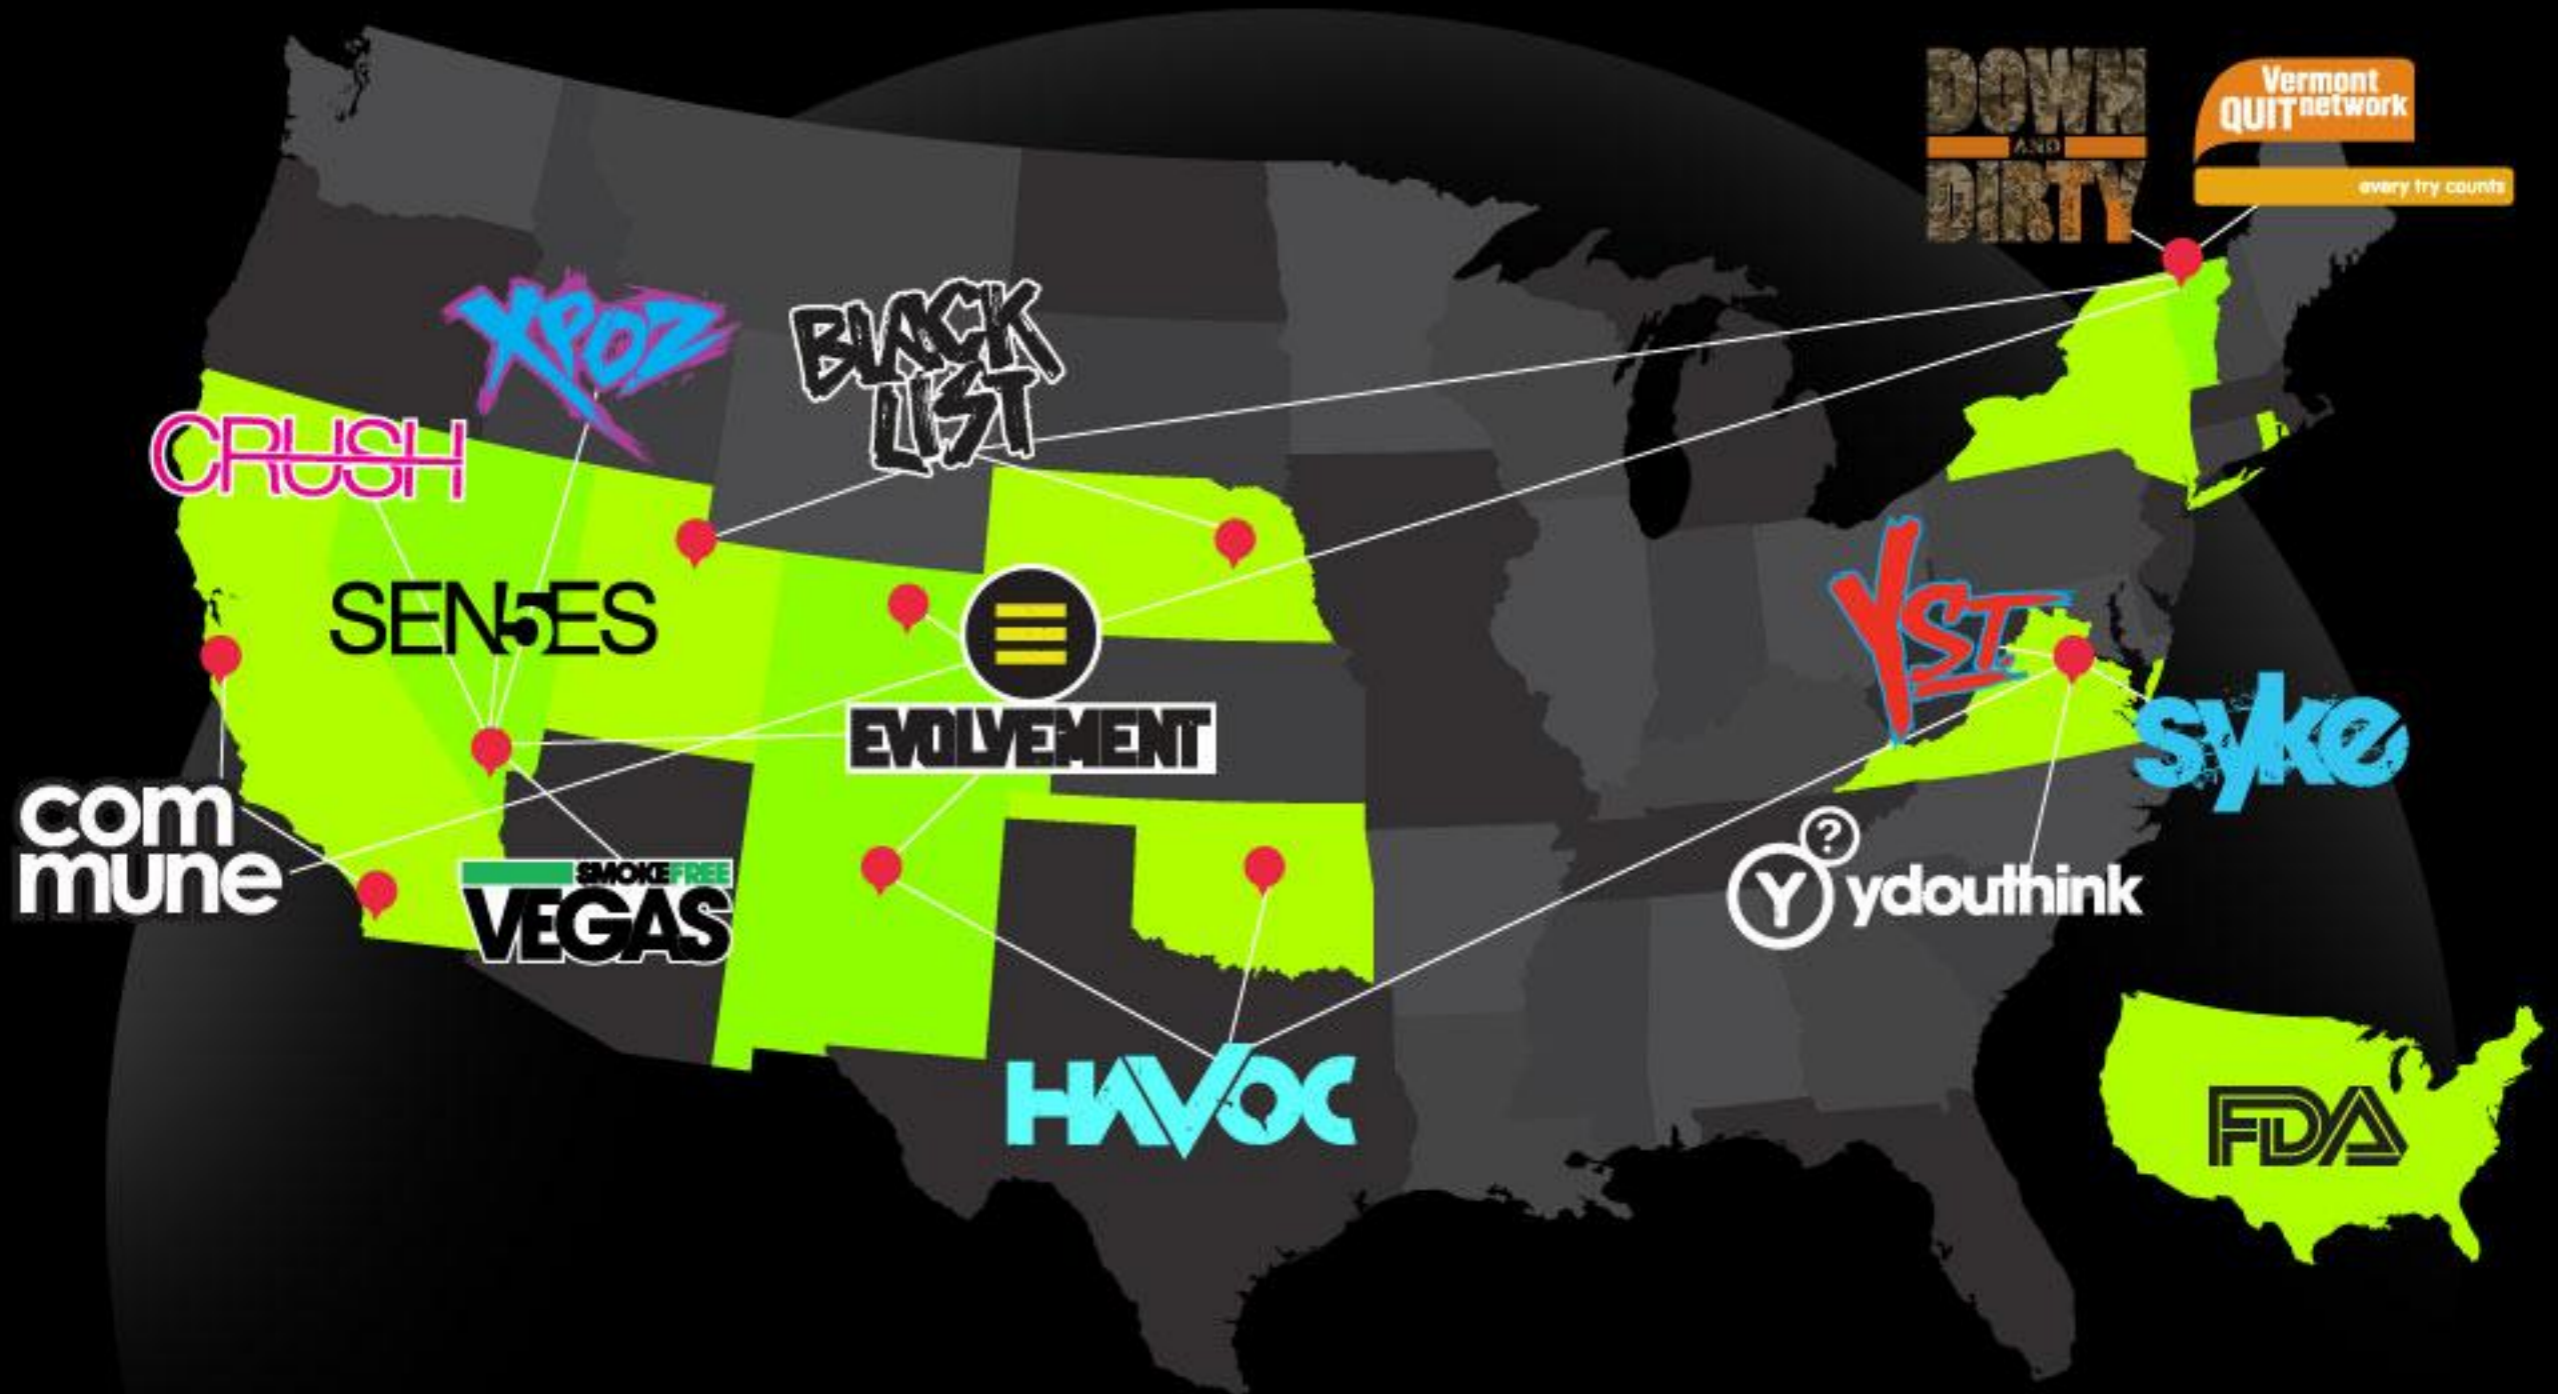 DOWN
AND
DIRTY
Vermont
QUIT network
every try counts
XPOZ
BLACK
LIST
CRUSH
SEN5ES
YST.
EVOLVEMENT
syke
com
mune
SMOKEFREE
VEGAS
?
Y ydouthink
HAVOC
FDA